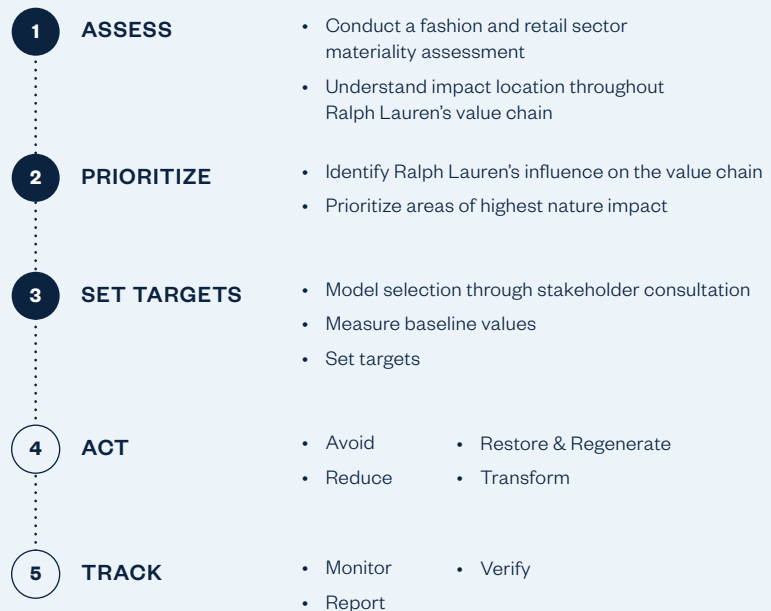 1 ASSESS
• Conduct a fashion and retail sector
materiality assessment
• Understand impact location throughout
Ralph Lauren’s value chain
2 PRIORITIZE
• Identify Ralph Lauren’s influence on the value chain
• Prioritize areas of highest nature impact
3 SET TARGETS
• Model selection through stakeholder consultation
• Measure baseline values
• Set targets
4 ACT
• Avoid
• Reduce
• Restore & Regenerate
• Transform
5 TRACK
• Monitor
• Report
• Verify